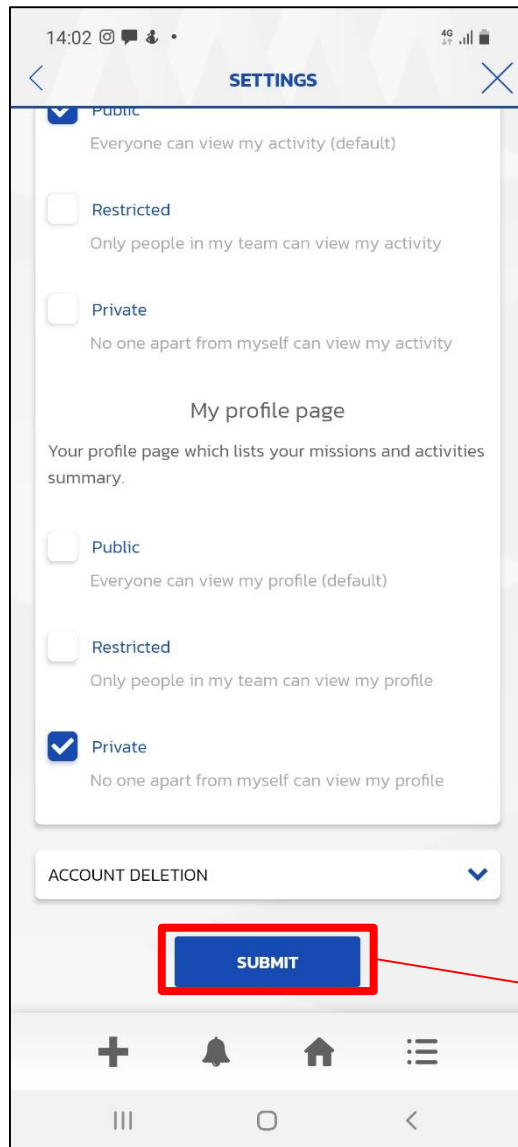 14:02
4G
SETTINGS
Public
Everyone can view my activity (default)
Restricted
Only people in my team can view my activity
Private
No one apart from myself can view my activity
My profile page
Your profile page which lists your missions and activities
summary.
Public
Everyone can view my profile (default)
Restricted
Only people in my team can view my profile
Private
No one apart from myself can view my profile
ACCOUNT DELETION
SUBMIT